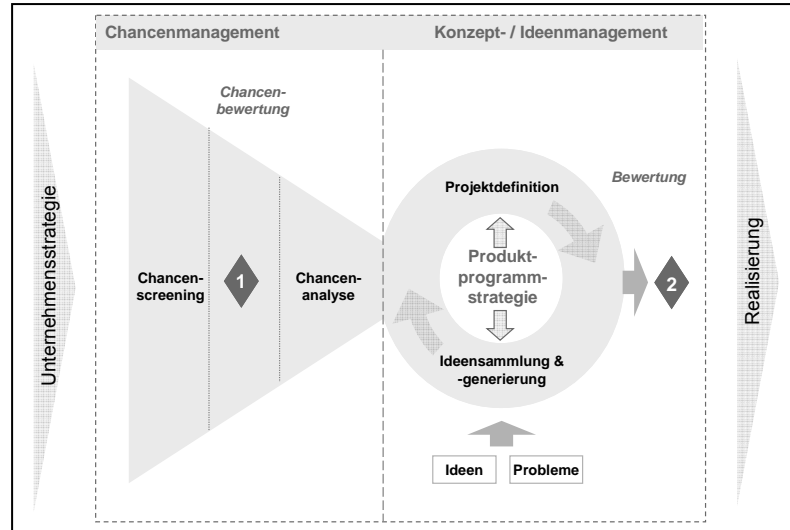 Chancenmanagement
Konzept- / Ideenmanagement
Unternehmensstrategie
Chancen-
bewertung
Chancen-
screening
1
Chancen-
analyse
Projektdefinition
Produkt-
programm-
strategie
Ideensammlung &
-generierung
Ideen
Probleme
Bewertung
2
Realisierung